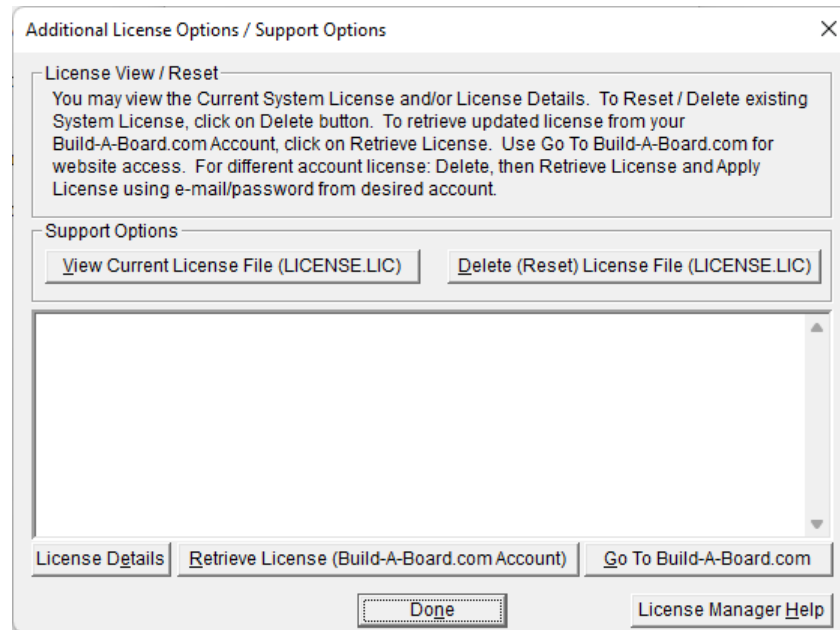 Additional License Options / Support Options
License View / Reset
You may view the Current System License and/or License Details. To Reset / Delete existing
System License, click on Delete button. To retrieve updated license from your
Build-A-Board.com Account, click on Retrieve License. Use Go To Build-A-Board.com for
website access. For different account license: Delete, then Retrieve License and Apply
License using e-mail/password from desired account.
Support Options
View Current License File (LICENSE.LIC)
Delete (Reset) License File (LICENSE.LIC)
License Details
Retrieve License (Build-A-Board.com Account)
Go To Build-A-Board.com
Done
License Manager Help